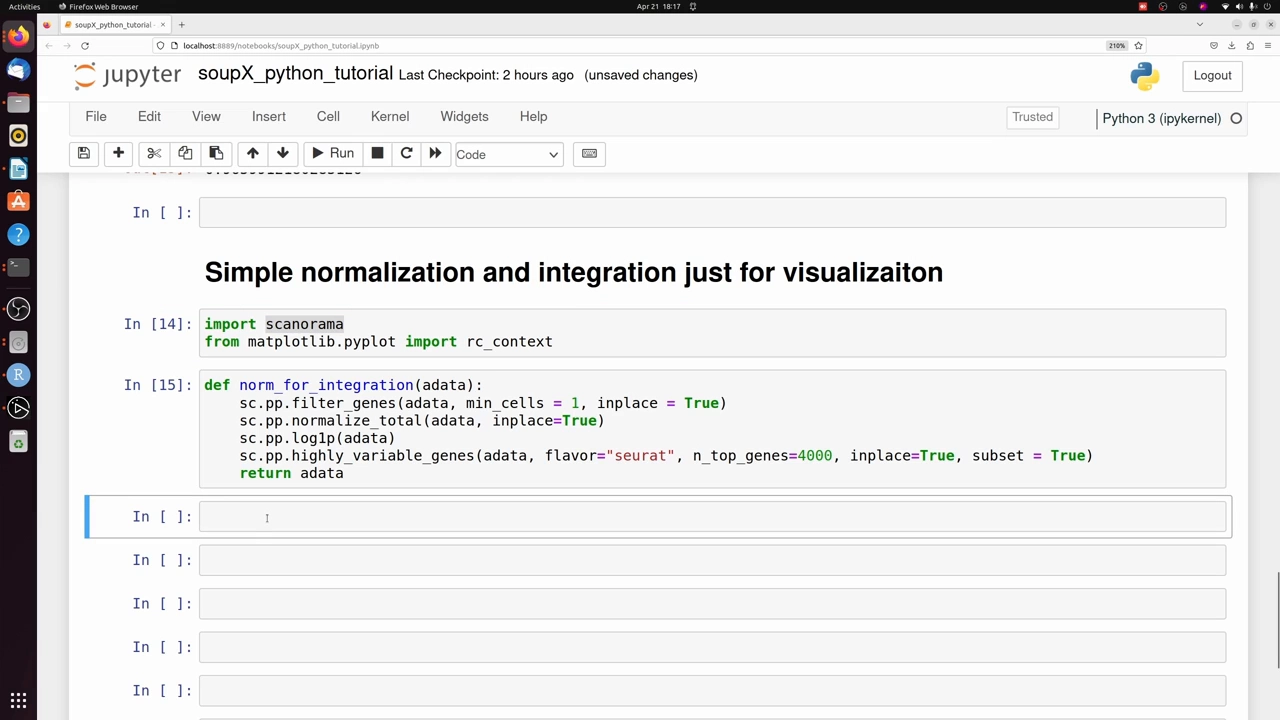 Activities
Firefox Web Browser
Apr 21 18:17
soupX_python_tutorial
localhost:8889/notebooks/soupX_python_tutorial.ipynb
210%
jupyter soupX_python_tutorial Last Checkpoint: 2 hours ago (unsaved changes)
Logout
File Edit View Insert Cell Kernel Widgets Help
Trusted
Python 3 (ipykernel)
Run
Code
In [ ]:
Simple normalization and integration just for visualizaiton
In [14]: import scanorama
from matplotlib.pyplot import rc_context
In [15]: def norm_for_integration(adata):
sc.pp.filter_genes(adata, min_cells = 1, inplace = True)
sc.pp.normalize_total(adata, inplace=True)
sc.pp.log1p(adata)
sc.pp.highly_variable_genes(adata, flavor="seurat", n_top_genes=4000, inplace=True, subset = True)
return adata
In [ ]:
In [ ]:
In [ ]:
In [ ]:
In [ ]: